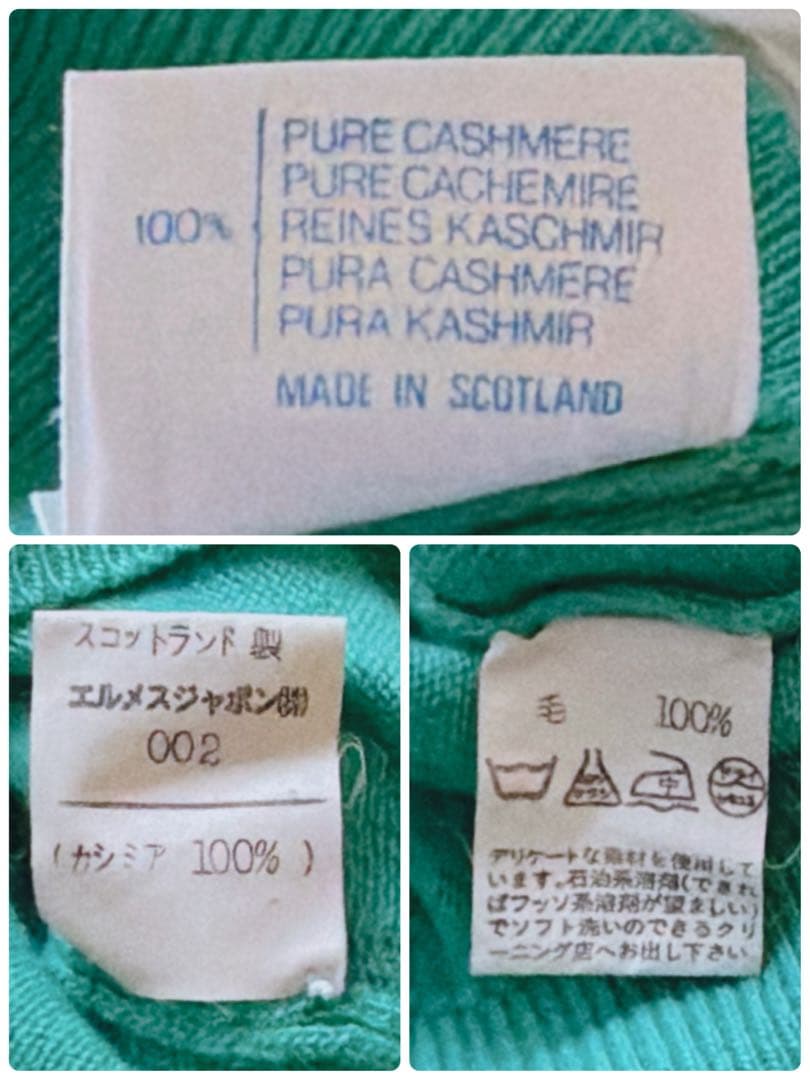 100%
PURE CASHMERE
PURE CACHEMIRE
REINES KASCHMIR
PURA CASHMERE
PURA KASHMIR
MADE IN SCOTLAND
スコットランド 製
エルメスジャポン㈱
002
(カシミア 100%)
毛 100%
中
ドライ
デリケートな素材を使用して
います。石油系溶剤(できれ
ばフッソ系溶剤が望ましい)
でソフト洗いのできるクリ
ーニング店へお出し下さい